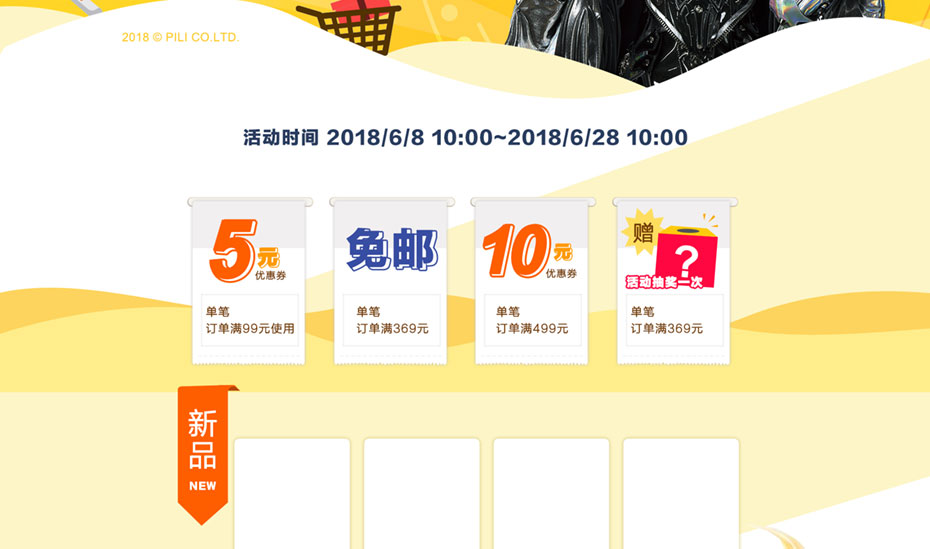 2018 © PILI CO.LTD.
活动时间 2018/6/8 10:00~2018/6/28 10:00
5元
优惠券
单笔
订单满99元使用
免邮
单笔
订单满369元
10元
优惠券
单笔
订单满499元
赠
?
活动抽奖一次
单笔
订单满369元
新品
NEW